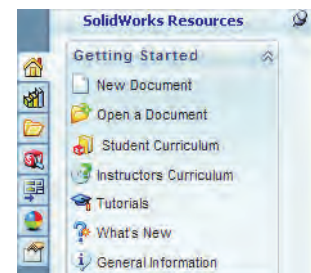 SolidWorks Resources
Getting Started
New Document
Open a Document
Student Curriculum
Instructors Curriculum
Tutorials
What's New
General Information